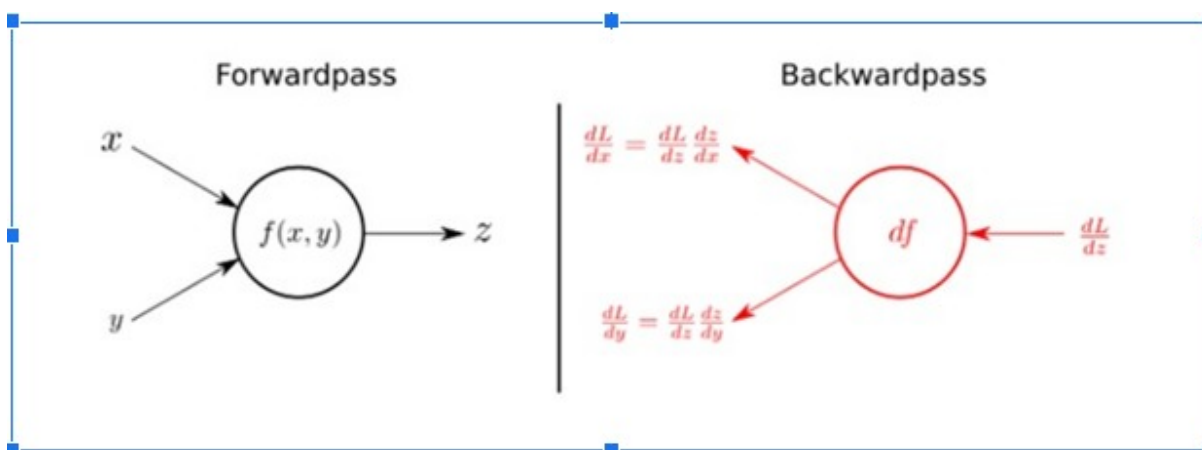 Forwardpass
x
f(x, y)
z
y
Backwardpass
dL/dx = dL/dz dz/dx
df
dL/dz
dL/dy = dL/dz dz/dy